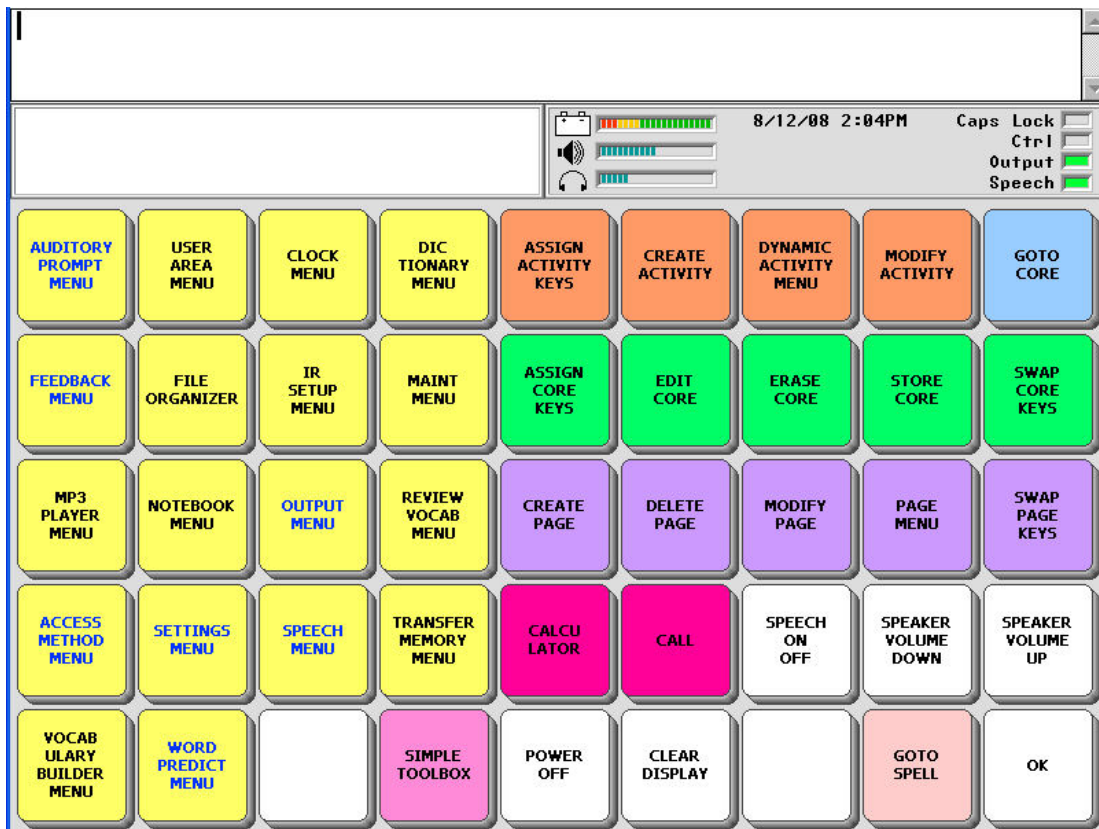 8/12/08 2:04PM
Caps Lock
Ctrl
Output
Speech
AUDITORY
PROMPT
MENU
USER
AREA
MENU
CLOCK
MENU
DIC
TIONARY
MENU
ASSIGN
ACTIVITY
KEYS
CREATE
ACTIVITY
DYNAMIC
ACTIVITY
MENU
MODIFY
ACTIVITY
GOTO
CORE
FEEDBACK
MENU
FILE
ORGANIZER
IR
SETUP
MENU
MAINT
MENU
ASSIGN
CORE
KEYS
EDIT
CORE
ERASE
CORE
STORE
CORE
SWAP
CORE
KEYS
MP3
PLAYER
MENU
NOTEBOOK
MENU
OUTPUT
MENU
REVIEW
VOCAB
MENU
CREATE
PAGE
DELETE
PAGE
MODIFY
PAGE
PAGE
MENU
SWAP
PAGE
KEYS
ACCESS
METHOD
MENU
SETTINGS
MENU
SPEECH
MENU
TRANSFER
MEMORY
MENU
CALCU
LATOR
CALL
SPEECH
ON
OFF
SPEAKER
VOLUME
DOWN
SPEAKER
VOLUME
UP
VOCAB
ULARY
BUILDER
MENU
WORD
PREDICT
MENU
SIMPLE
TOOLBOX
POWER
OFF
CLEAR
DISPLAY
GOTO
SPELL
OK